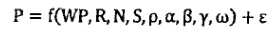 P = f(WP, R, N, S, ρ, α, β, γ, ω) + ε